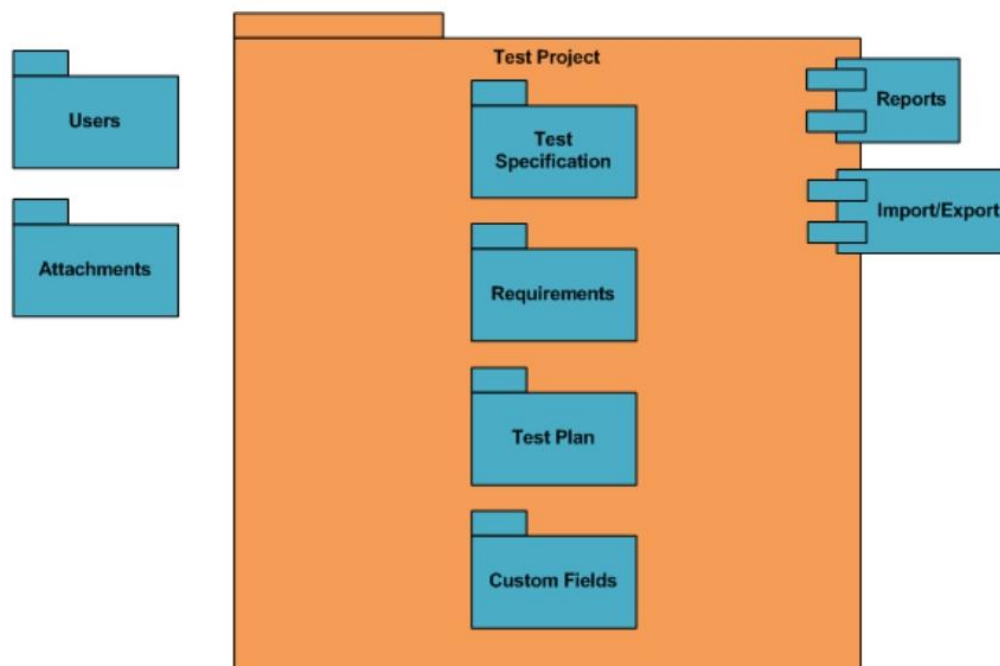 Test Project
Users
Attachments
Test
Specification
Requirements
Test Plan
Custom Fields
Reports
Import/Export